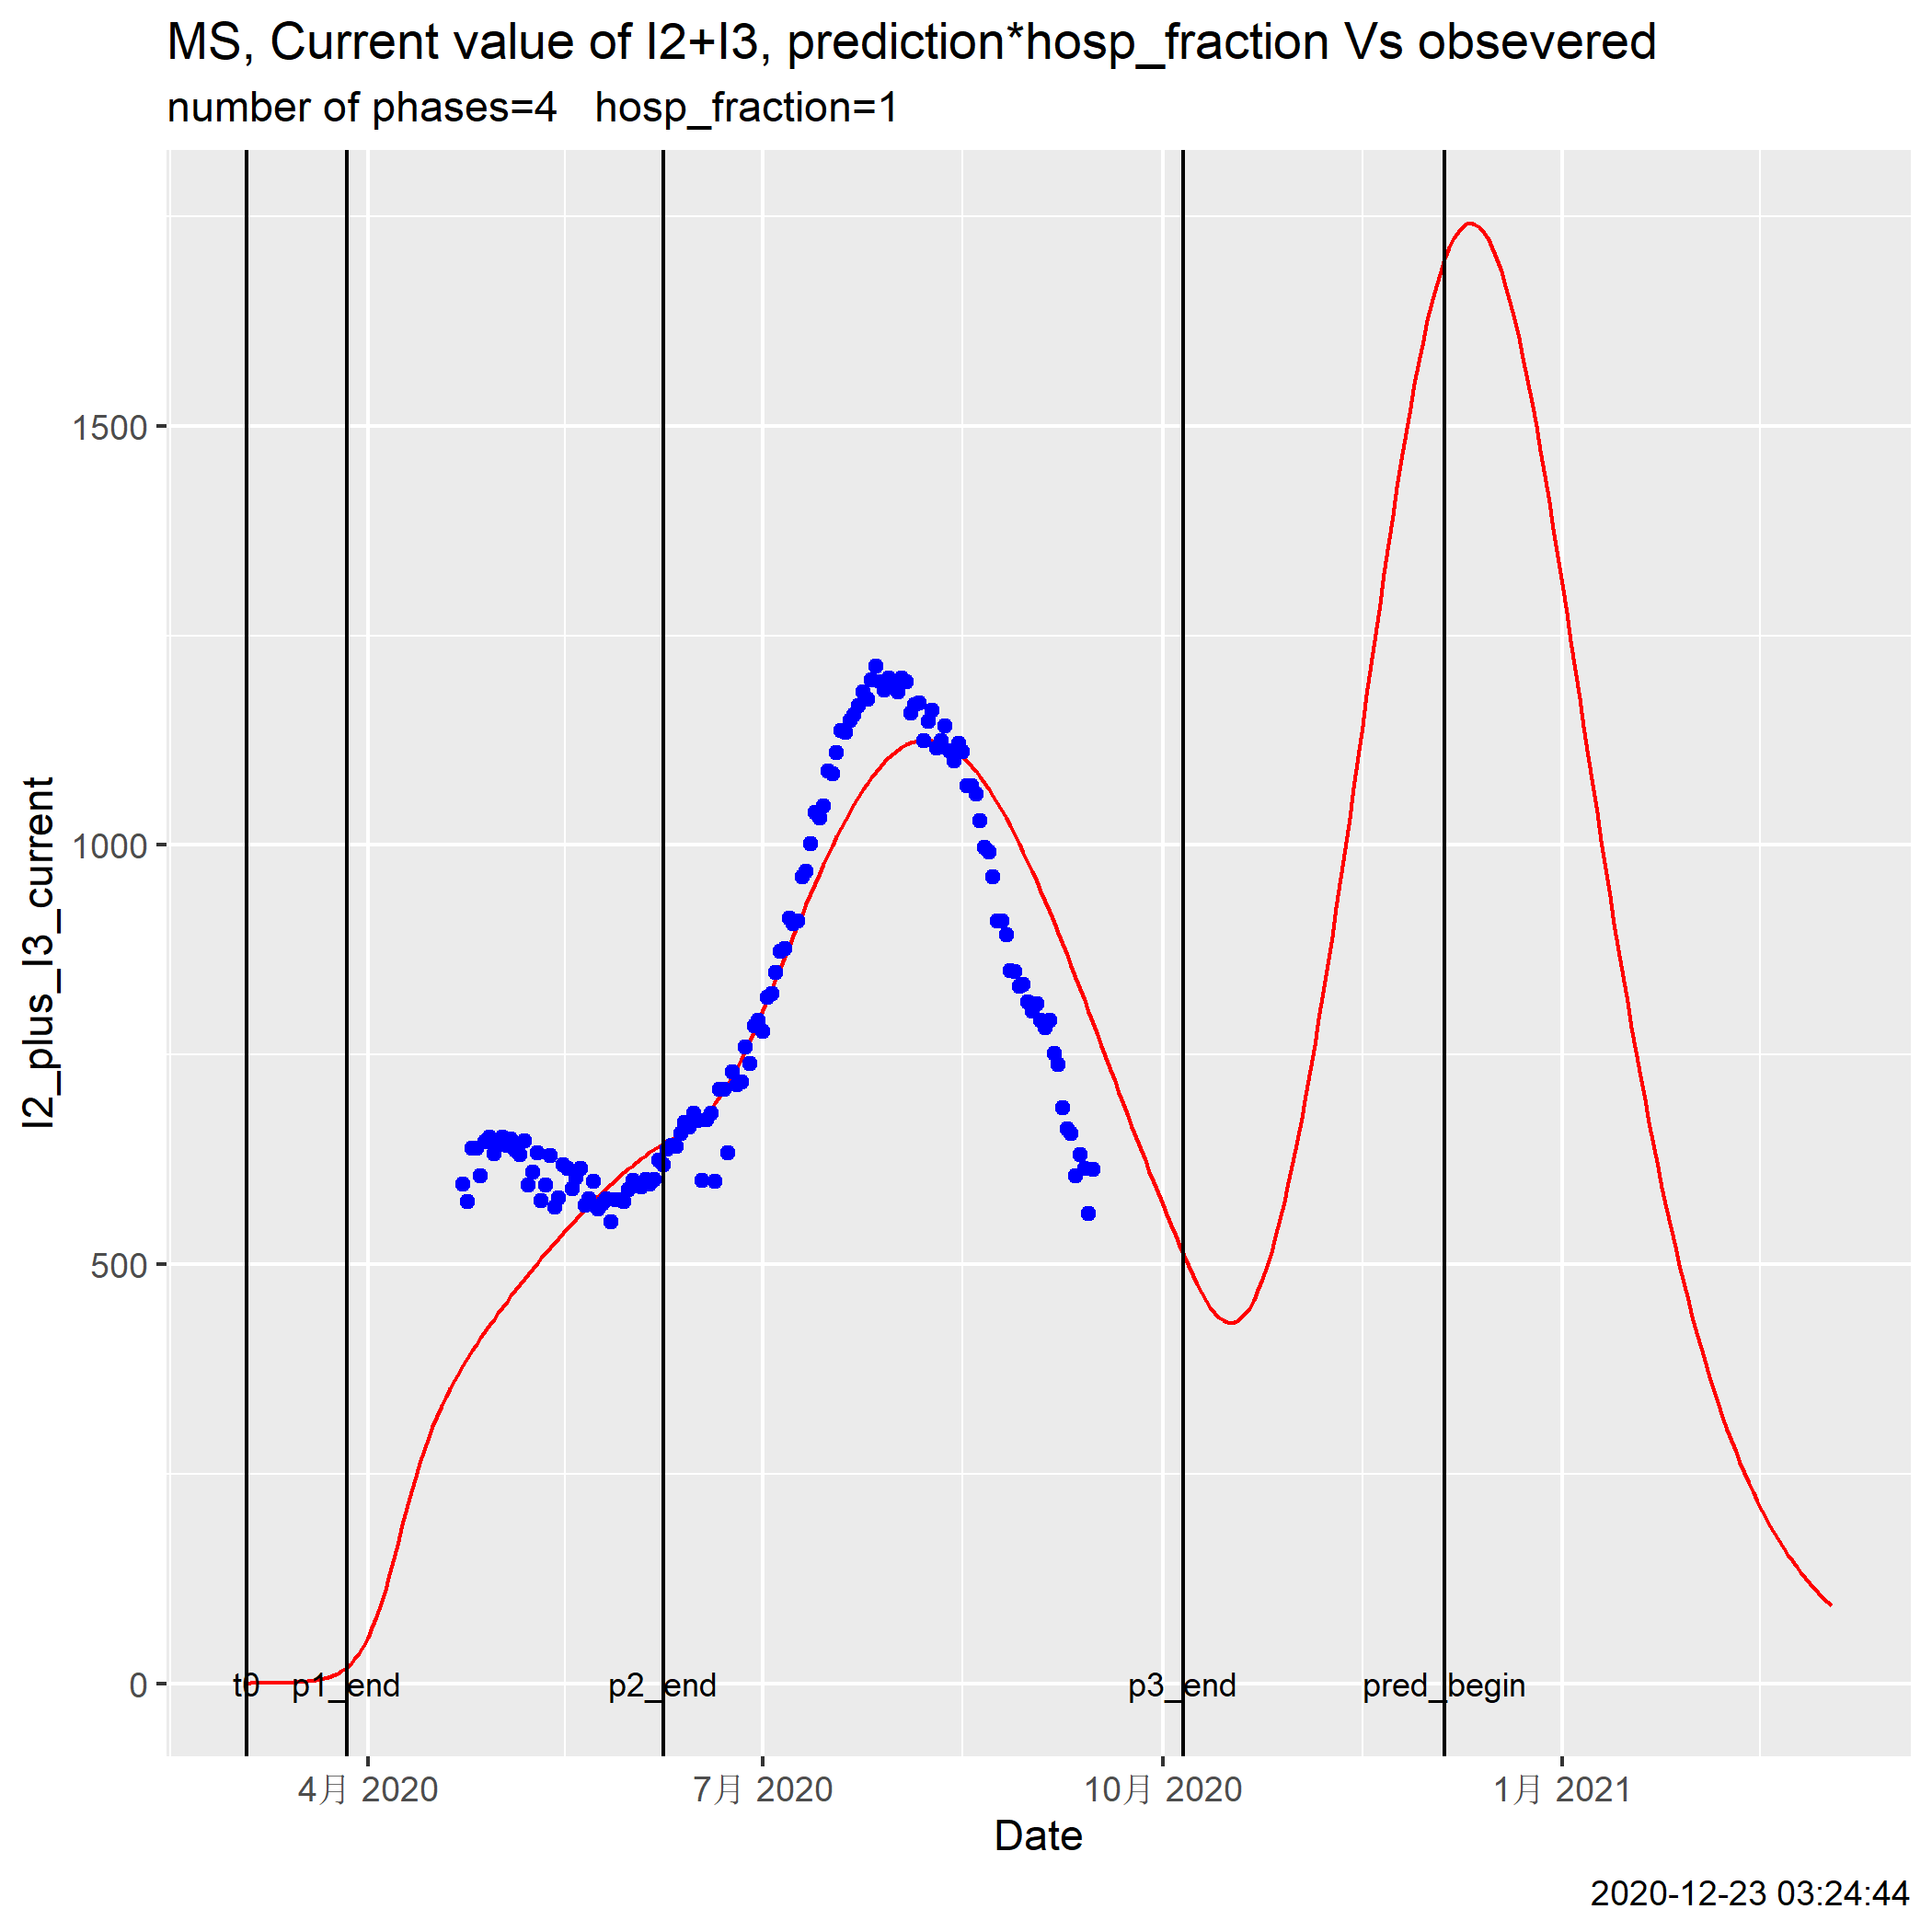 MS, Current value of I2+I3, prediction*hosp_fraction Vs obsevered
number of phases=4   hosp_fraction=1
I2_plus_I3_current
1500
1000
500
0
t0
p1_end
p2_end
p3_end
pred_begin
4月 2020
7月 2020
10月 2020
1月 2021
Date
2020-12-23 03:24:44